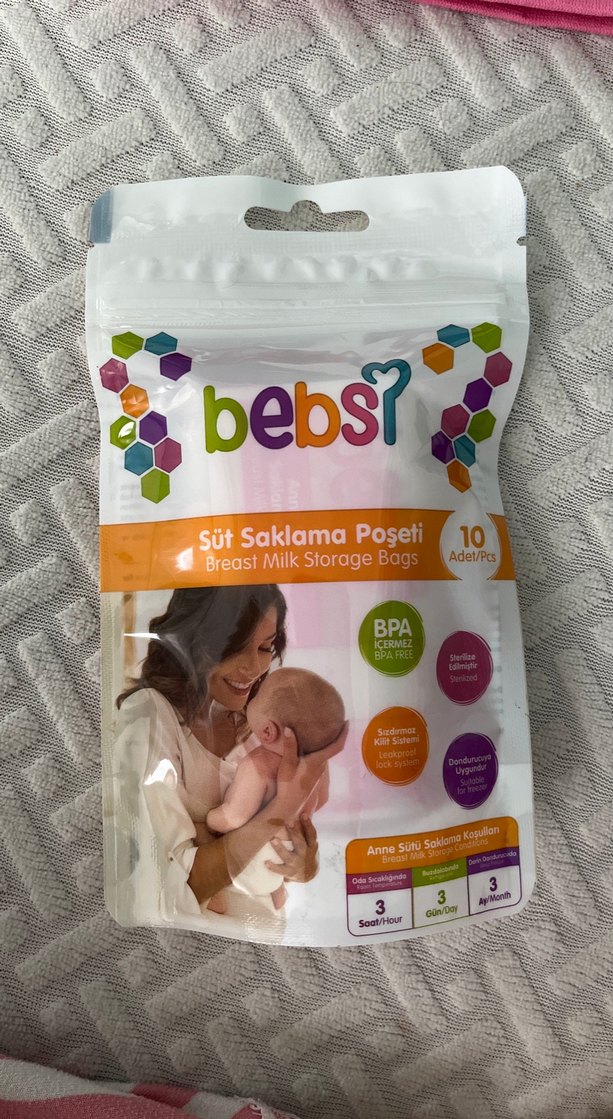 bebsi
Süt Saklama Poşeti
Breast Milk Storage Bags
10
Adet/Pcs
BPA
İÇERMEZ
BPA FREE
Sterilize
Edilmiştir
Sterilized
Sızdırmaz
Kilit Sistemi
Leakproof
lock system
Dondurucuya
Uygundur
Suitable
for freezer
Anne Sütü Saklama Koşulları
Breast Milk Storage Conditions
Oda Sıcaklığında
Room Temperature
3
Saat/Hour
Buzdolabında
3
Gün/Day
Derin Dondurucuda
3
Ay/Month